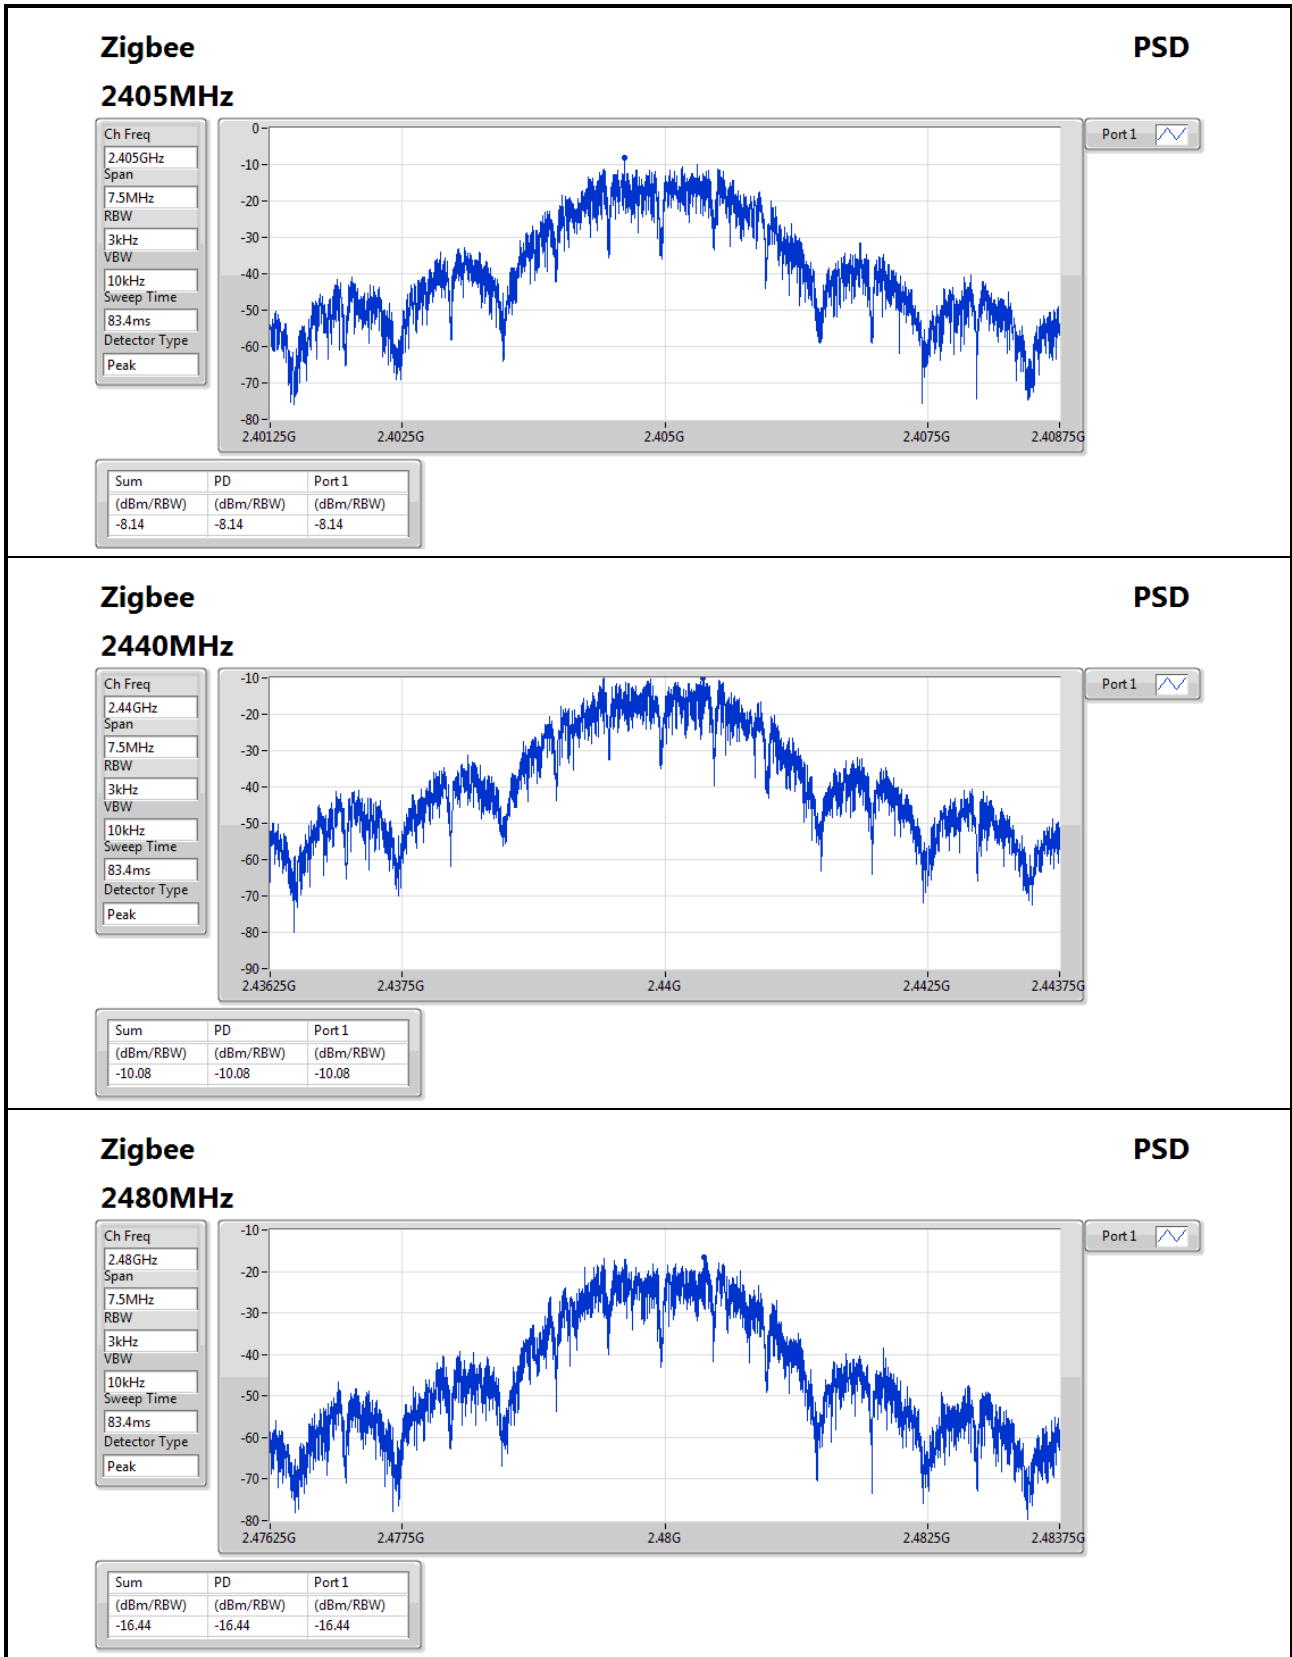 Zigbee PSD
2405MHz
Ch Freq
2.405GHz
Span
7.5MHz
RBW
3kHz
VBW
10kHz
Sweep Time
83.4ms
Detector Type
Peak
0
-10
-20
-30
-40
-50
-60
-70
-80
2.40125G 2.4025G 2.405G 2.4075G 2.40875G
Port 1
Sum PD Port 1
(dBm/RBW) (dBm/RBW) (dBm/RBW)
-8.14 -8.14 -8.14
Zigbee PSD
2440MHz
Ch Freq
2.44GHz
Span
7.5MHz
RBW
3kHz
VBW
10kHz
Sweep Time
83.4ms
Detector Type
Peak
-10
-20
-30
-40
-50
-60
-70
-80
-90
2.43625G 2.4375G 2.44G 2.4425G 2.44375G
Port 1
Sum PD Port 1
(dBm/RBW) (dBm/RBW) (dBm/RBW)
-10.08 -10.08 -10.08
Zigbee PSD
2480MHz
Ch Freq
2.48GHz
Span
7.5MHz
RBW
3kHz
VBW
10kHz
Sweep Time
83.4ms
Detector Type
Peak
-10
-20
-30
-40
-50
-60
-70
-80
2.47625G 2.4775G 2.48G 2.4825G 2.48375G
Port 1
Sum PD Port 1
(dBm/RBW) (dBm/RBW) (dBm/RBW)
-16.44 -16.44 -16.44